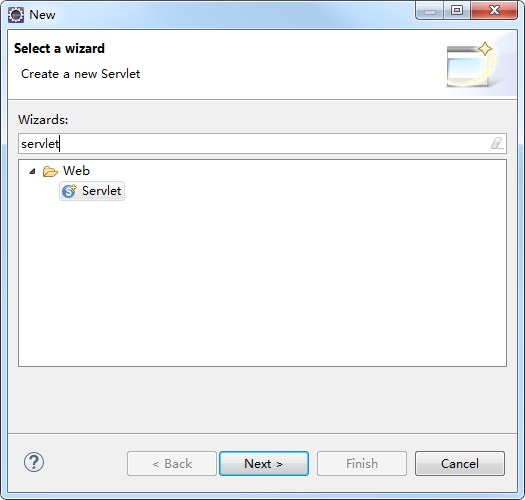 New
Select a wizard
Create a new Servlet
Wizards:
servlet
Web
Servlet
< Back Next > Finish Cancel